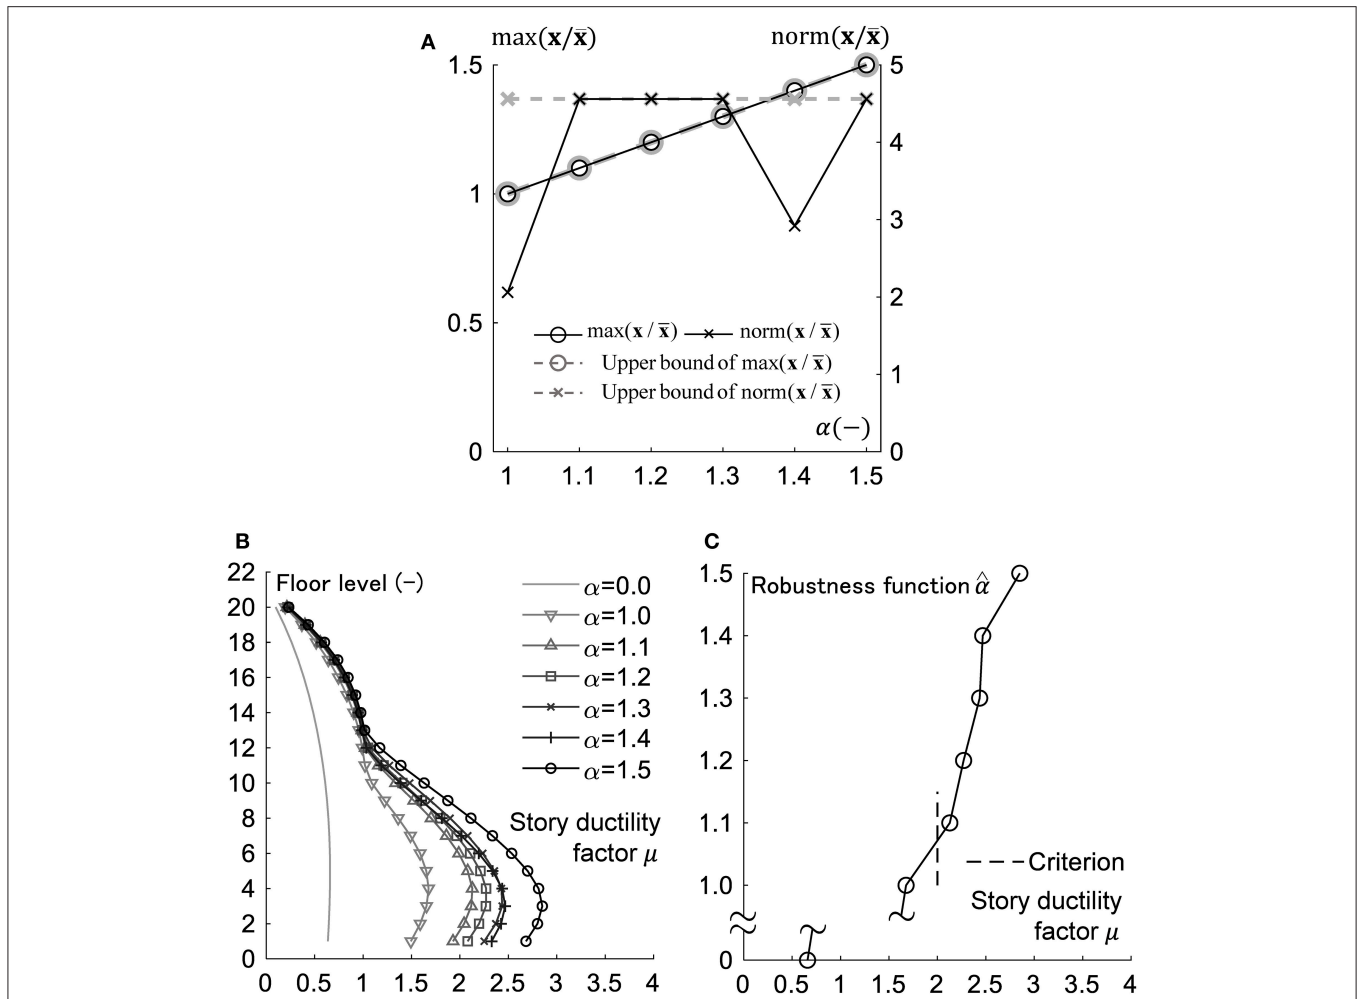 A
max(x/x̄)
norm(x/x̄)
1.5
1
0.5
0
5
4
3
2
1
0
max(x / x̄)
norm(x / x̄)
Upper bound of max(x / x̄)
Upper bound of norm(x / x̄)
α(−)
1 1.1 1.2 1.3 1.4 1.5
B
22
20
18
16
14
12
10
8
6
4
2
0
Floor level (−)
α=0.0
α=1.0
α=1.1
α=1.2
α=1.3
α=1.4
α=1.5
Story ductility
factor μ
0 0.5 1 1.5 2 2.5 3 3.5 4
C
1.5
1.4
1.3
1.2
1.1
1.0
0
Robustness function α̂
Criterion
Story ductility
factor μ
0 0.5 1 1.5 2 2.5 3 3.5 4